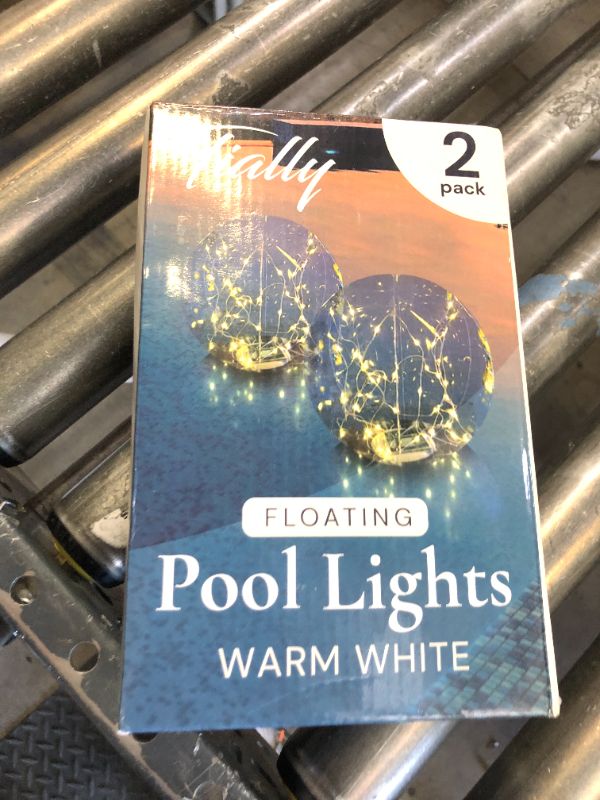 2
pack
FLOATING
Pool Lights
WARM WHITE